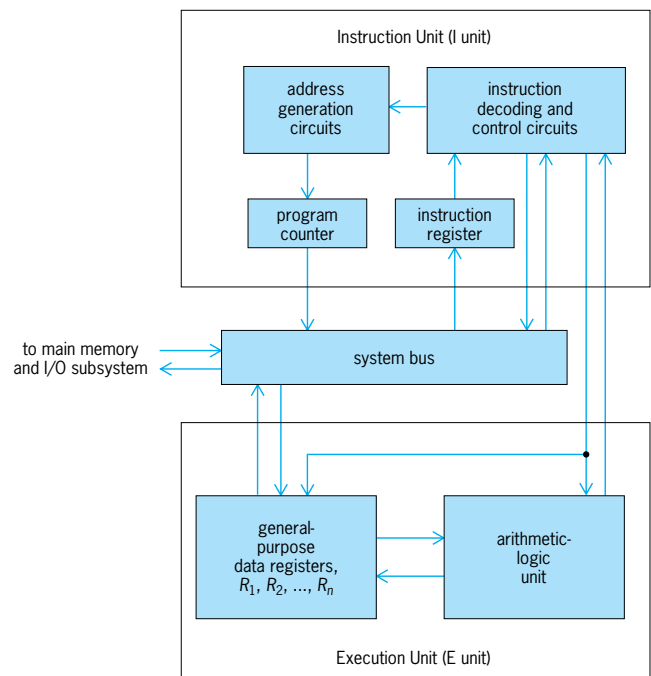 Instruction Unit (I unit)
address
generation
circuits
instruction
decoding and
control circuits
program
counter
instruction
register
to main memory
and I/O subsystem
system bus
general-
purpose
data registers,
R1, R2, ..., Rn
arithmetic-
logic
unit
Execution Unit (E unit)